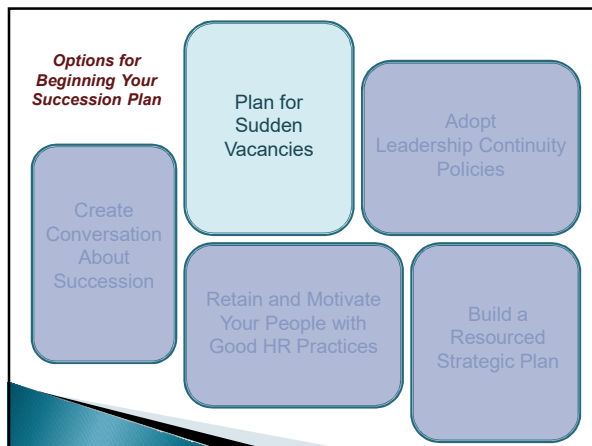 Options for
Beginning Your
Succession Plan
Plan for
Sudden
Vacancies
Adopt
Leadership Continuity
Policies
Create
Conversation
About
Succession
Retain and Motivate
Your People with
Good HR Practices
Build a
Resourced
Strategic Plan